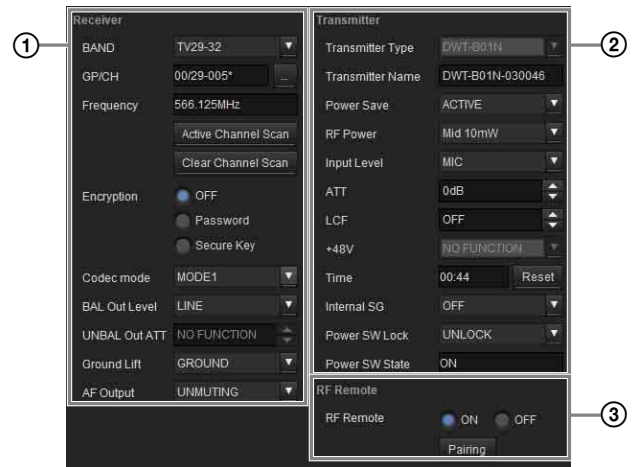 Receiver
BAND TV29-32
GP/CH 00/29-005* ...
Frequency 566.125MHz
Active Channel Scan
Clear Channel Scan
Encryption OFF
Password
Secure Key
Codec mode MODE1
BAL Out Level LINE
UNBAL Out ATT NO FUNCTION
Ground Lift GROUND
AF Output UNMUTING
1
Transmitter
Transmitter Type DWT-B01N
Transmitter Name DWT-B01N-030046
Power Save ACTIVE
RF Power Mid 10mW
Input Level MIC
ATT 0dB
LCF OFF
+48V NO FUNCTION
Time 00:44 Reset
Internal SG OFF
Power SW Lock UNLOCK
Power SW State ON
2
RF Remote
RF Remote ON OFF
Pairing
3